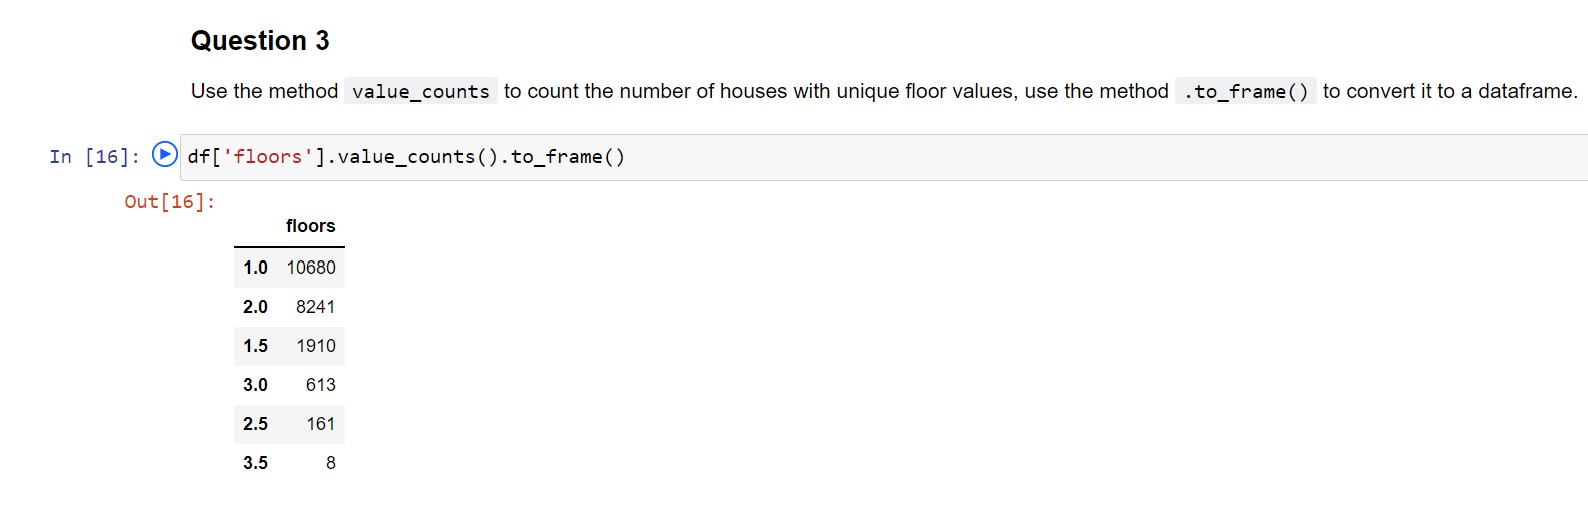 Question 3
Use the method value_counts to count the number of houses with unique floor values, use the method .to_frame() to convert it to a dataframe.
In [16]: df['floors'].value_counts().to_frame()
Out[16]:
floors
1.0 10680
2.0 8241
1.5 1910
3.0 613
2.5 161
3.5 8